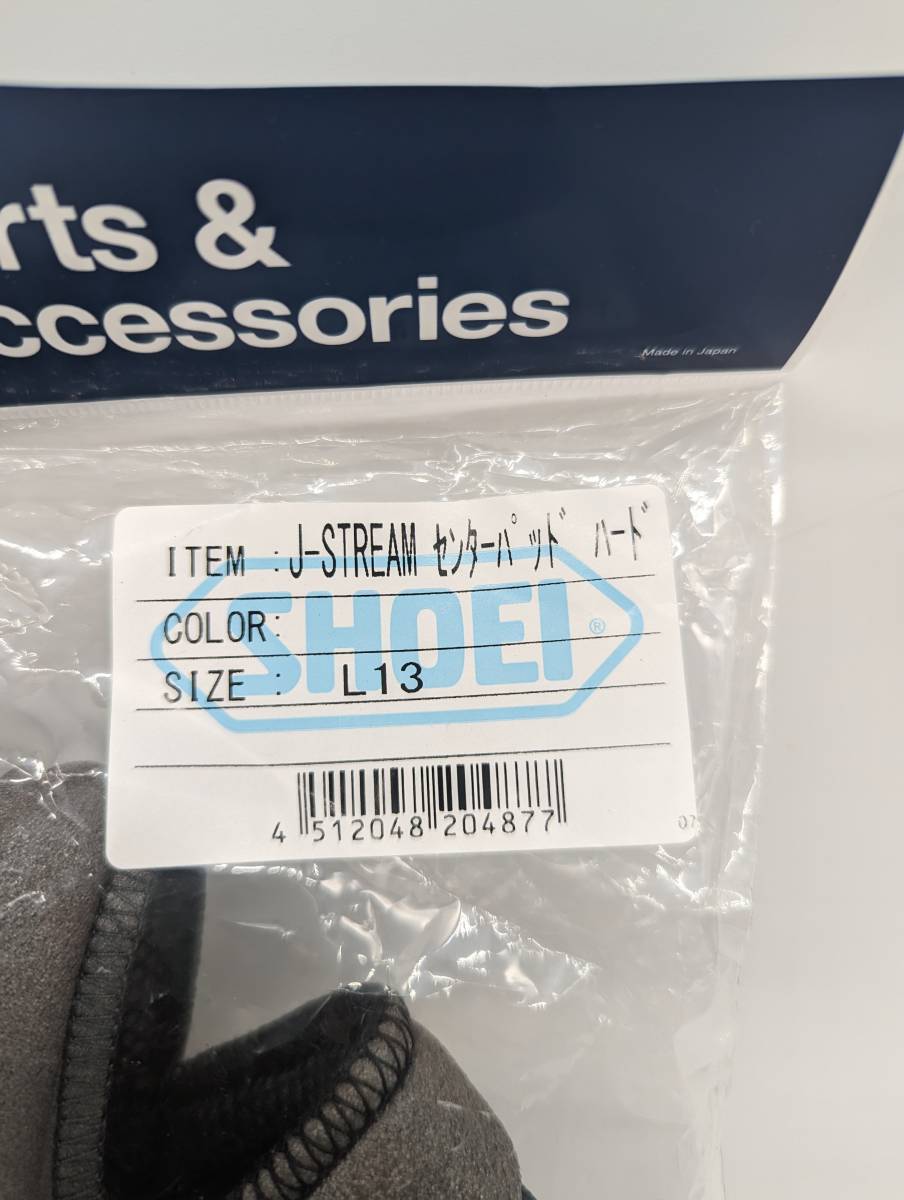 rts &
ccessories
Made in Japan
ITEM : J-STREAM ｾﾝﾀｰﾊﾟｯﾄﾞ ﾊｰﾄﾞ
COLOR:
SHOEI®
SIZE : L13
4 512048 204877
07